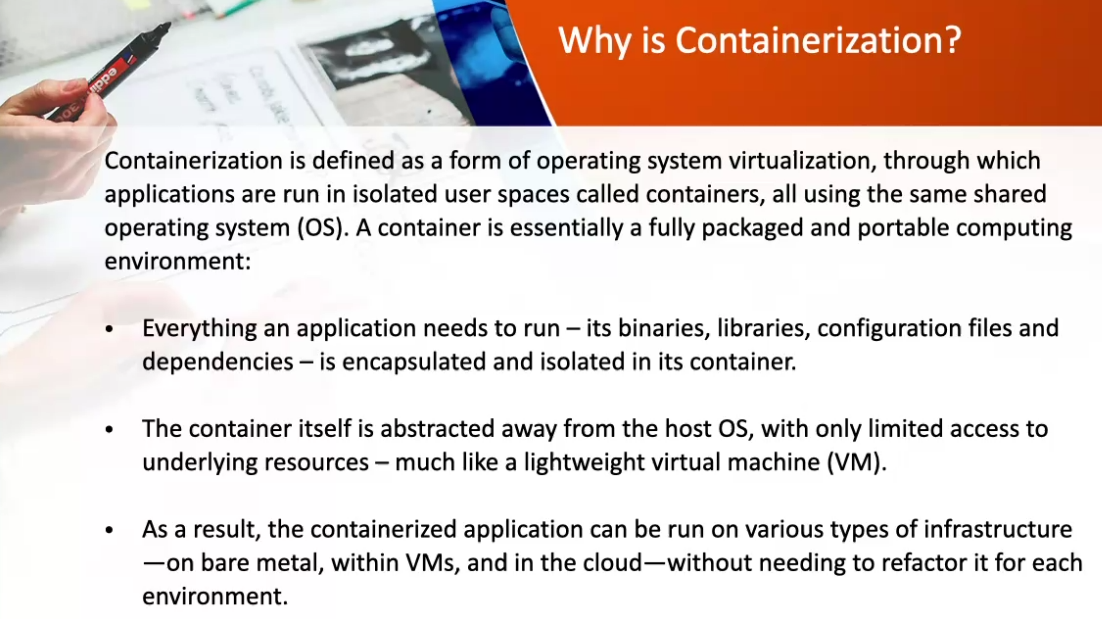 Why is Containerization?
Containerization is defined as a form of operating system virtualization, through which
applications are run in isolated user spaces called containers, all using the same shared
operating system (OS). A container is essentially a fully packaged and portable computing
environment:
• Everything an application needs to run – its binaries, libraries, configuration files and
dependencies – is encapsulated and isolated in its container.
• The container itself is abstracted away from the host OS, with only limited access to
underlying resources – much like a lightweight virtual machine (VM).
• As a result, the containerized application can be run on various types of infrastructure
—on bare metal, within VMs, and in the cloud—without needing to refactor it for each
environment.